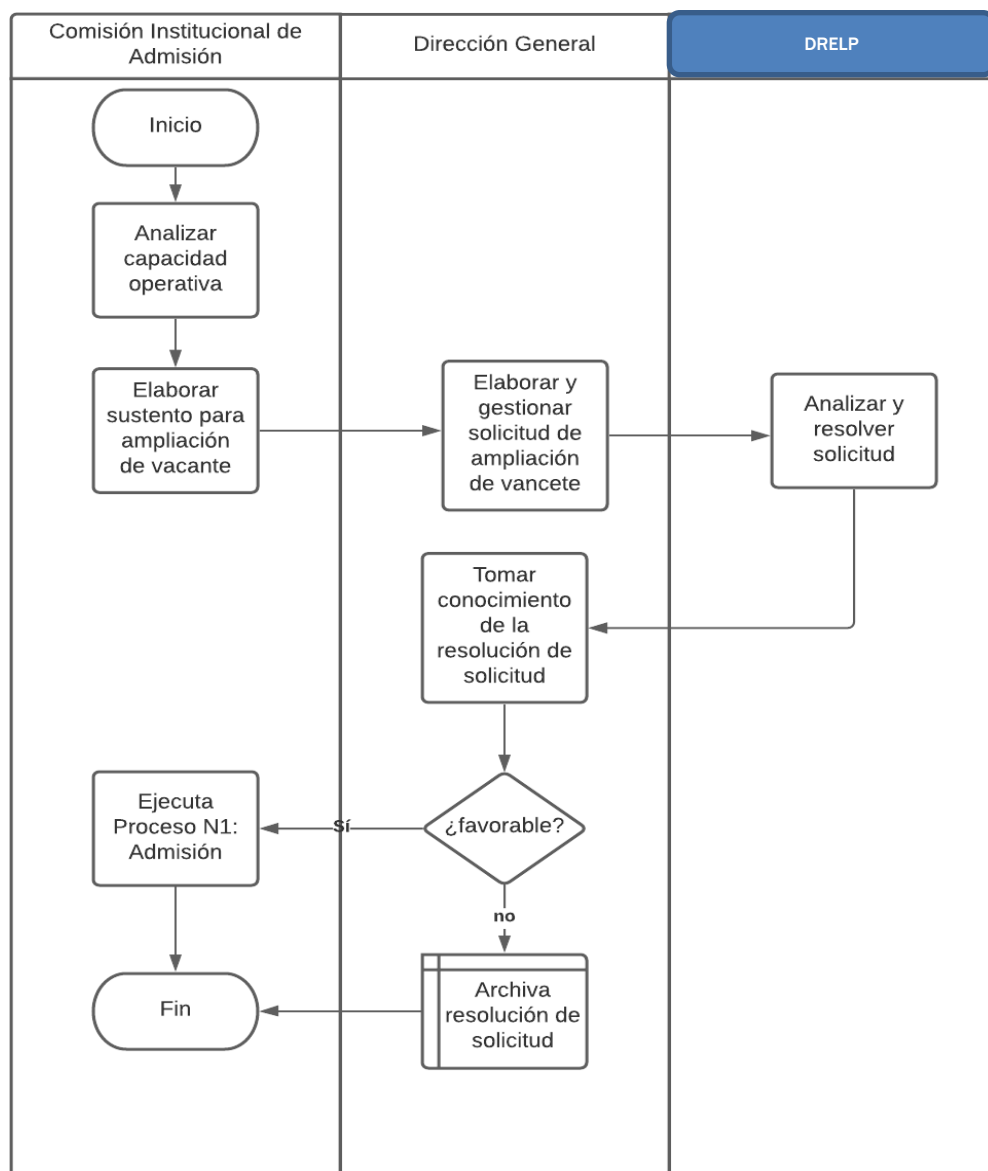 Comisión Institucional de
Admisión
Dirección General
DRELP
Inicio
Analizar
capacidad
operativa
Elaborar
sustento para
ampliación
de vacante
Elaborar y
gestionar
solicitud de
ampliación
de vancete
Analizar y
resolver
solicitud
Tomar
conocimiento
de la
resolución de
solicitud
¿favorable?
Sí
Ejecuta
Proceso N1:
Admisión
no
Archiva
resolución de
solicitud
Fin